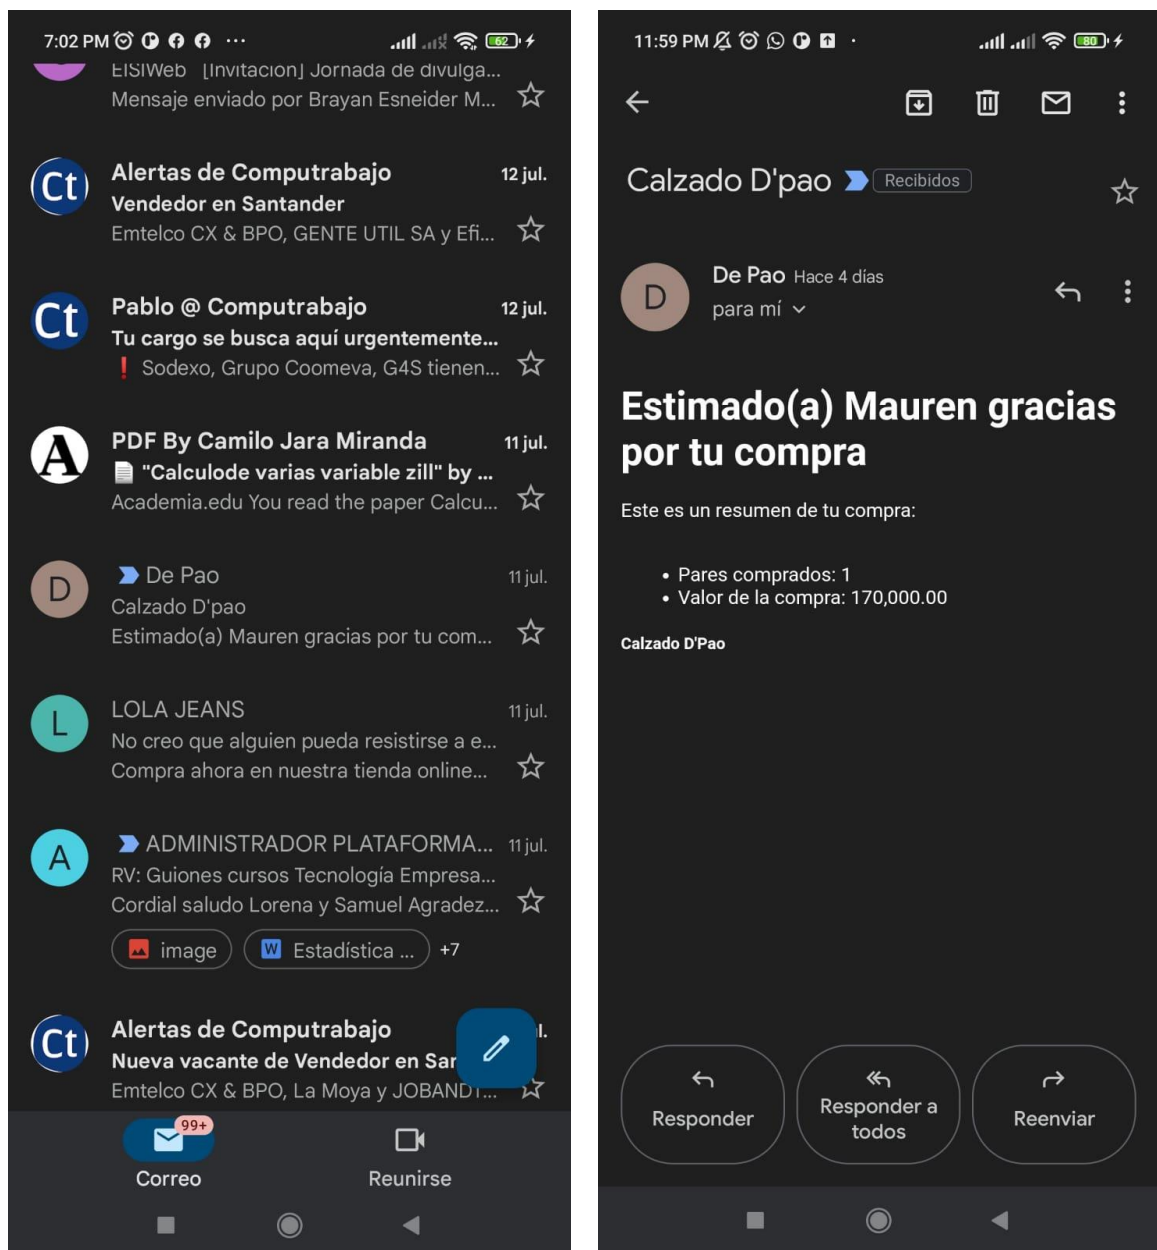 7:02 PM
62
EISIWeb [Invitación] Jornada de divulga...
Mensaje enviado por Brayan Esneider M...
Ct
Alertas de Computrabajo 12 jul.
Vendedor en Santander
Emtelco CX & BPO, GENTE UTIL SA y Efi...
Ct
Pablo @ Computrabajo 12 jul.
Tu cargo se busca aquí urgentemente...
❗ Sodexo, Grupo Coomeva, G4S tienen...
A
PDF By Camilo Jara Miranda 11 jul.
📄 "Calculode varias variable zill" by ...
Academia.edu You read the paper Calcu...
D
De Pao 11 jul.
Calzado D'pao
Estimado(a) Mauren gracias por tu com...
L
LOLA JEANS 11 jul.
No creo que alguien pueda resistirse a e...
Compra ahora en nuestra tienda online...
A
ADMINISTRADOR PLATAFORMA... 11 jul.
RV: Guiones cursos Tecnología Empresa...
Cordial saludo Lorena y Samuel Agradez...
image W Estadística ... +7
Ct
Alertas de Computrabajo
Nueva vacante de Vendedor en
Emtelco CX & BPO, La Moya y
99+
Correo Reunirse
11:59 PM
80
Calzado D'pao Recibidos
D
De Pao Hace 4 días
para mí
Estimado(a) Mauren gracias
por tu compra
Este es un resumen de tu compra:
• Pares comprados: 1
• Valor de la compra: 170,000.00
Calzado D'Pao
Responder
Responder a
todos
Reenviar